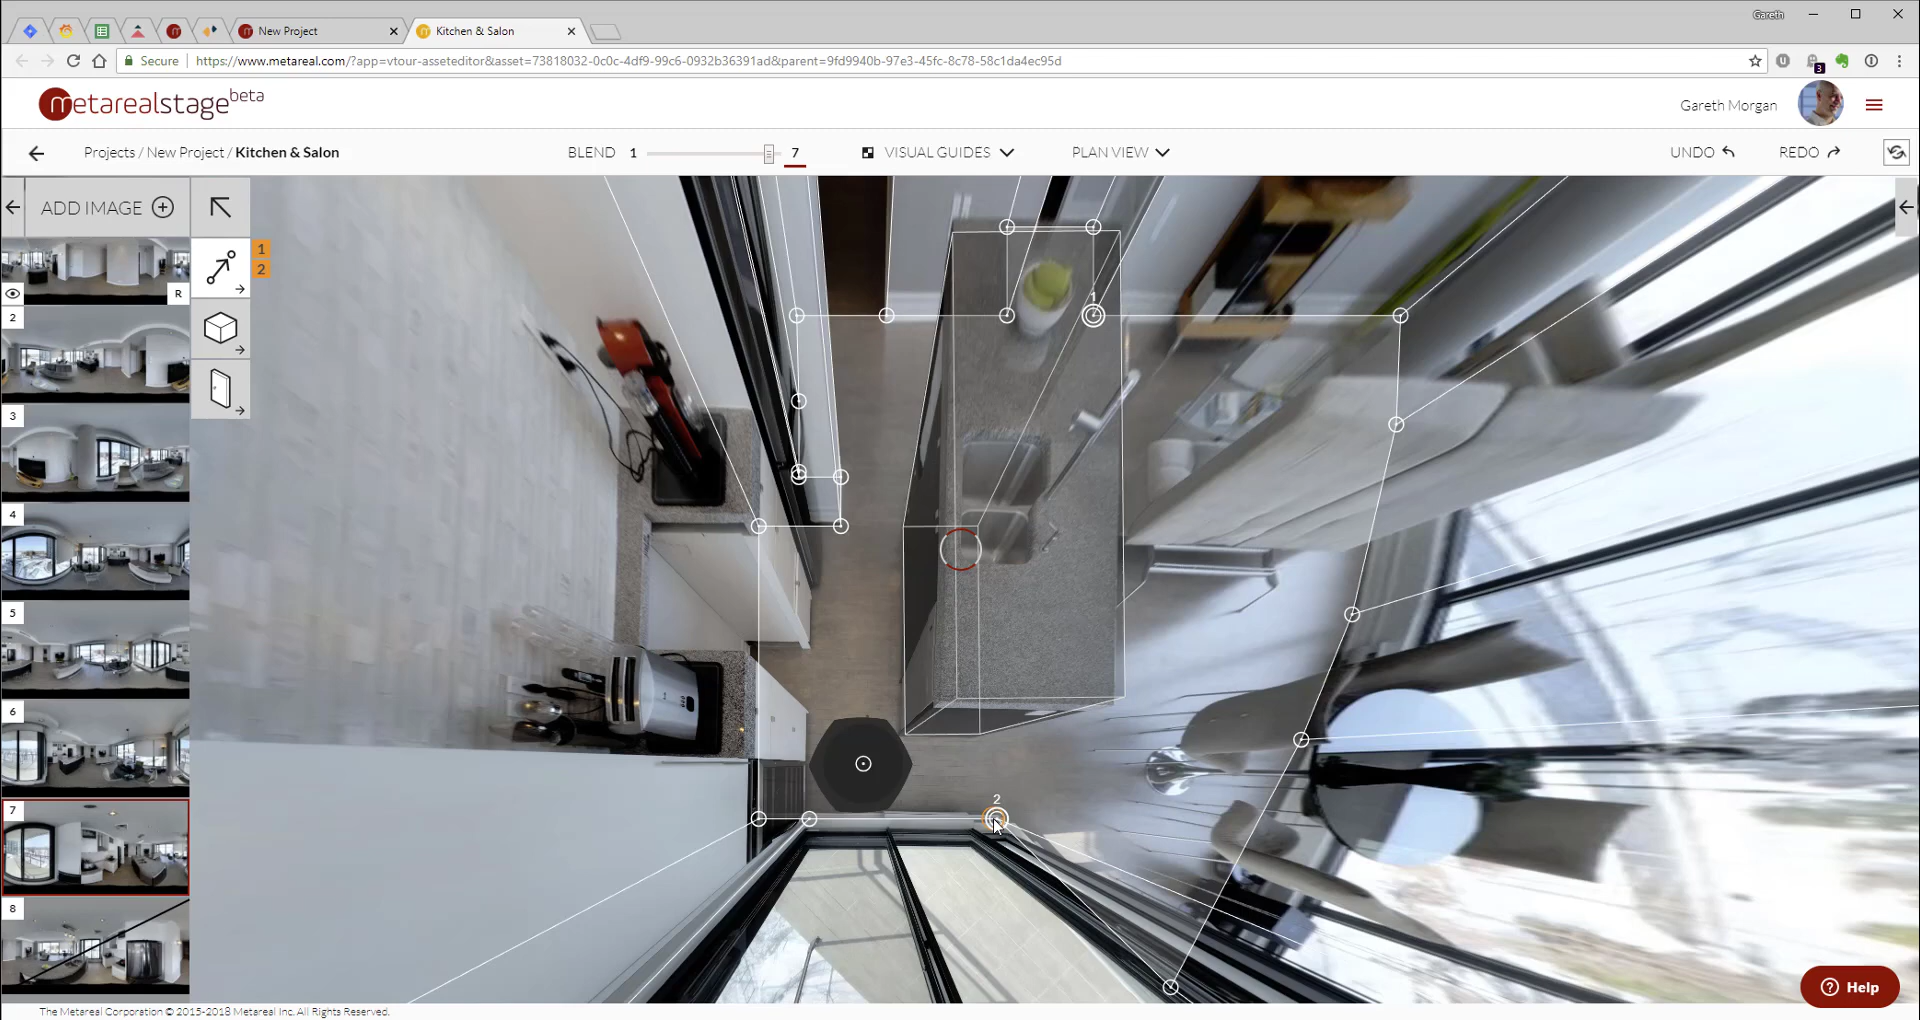 Gareth
New Project
Kitchen & Salon
Secure
https://www.metareal.com/?app=vtour-asseteditor&asset=73818032-0c0c-4df9-99c6-0932b36391ad&parent=9fd9940b-97e3-45fc-8c78-58c1da4ec95d
3
metarealstage beta
Gareth Morgan
Projects / New Project / Kitchen & Salon
BLEND 1 7
VISUAL GUIDES
PLAN VIEW
UNDO
REDO
ADD IMAGE
1
2
R
2
3
4
5
6
7
8
1
2
Help
The Metareal Corporation © 2015-2018 Metareal Inc. All Rights Reserved.